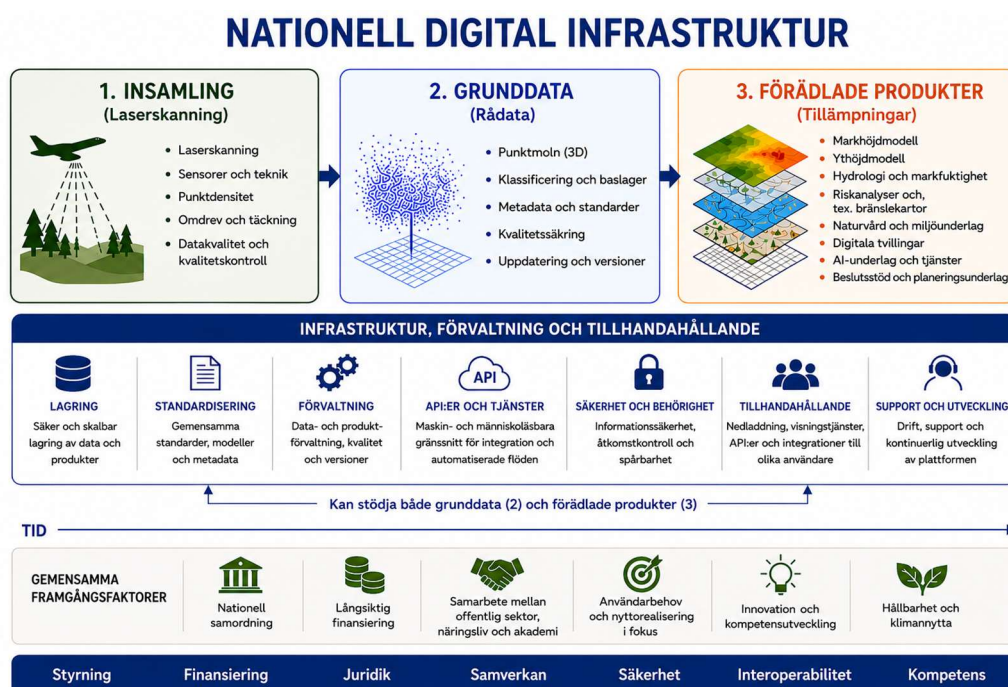 NATIONELL DIGITAL INFRASTRUKTUR
1. INSAMLING
(Laserskanning)
Laserskanning
Sensorer och teknik
Punktdensitet
Omdrev och täckning
Datakvalitet och
kvalitetskontroll
2. GRUNDDATA
(Rådata)
Punktmoln (3D)
Klassificering och baslager
Metadata och standarder
Kvalitetssäkring
Uppdatering och versioner
3. FÖRÄDLADE PRODUKTER
(Tillämpningar)
Markhöjdmodell
Ythöjdmodell
Hydrologi och markfuktighet
Riskanalyser och,
tex. bränslekartor
Naturvård och miljöunderlag
Digitala tvillingar
AI-underlag och tjänster
Beslutsstöd och planeringsunderlag
INFRASTRUKTUR, FÖRVALTNING OCH TILLHANDAHÅLLANDE
LAGRING
Säker och skalbar
lagring av data och
produkter
STANDARDISERING
Gemensamma
standarder, modeller
och metadata
FÖRVALTNING
Data- och produkt-
förvaltning, kvalitet
och versioner
API
API:ER OCH TJÄNSTER
Maskin- och människoläsbara
gränssnitt för integration och
automatiserade flöden
SÄKERHET OCH BEHÖRIGHET
Informationssäkerhet,
åtkomstkontroll och
spårbarhet
TILLHANDAHÅLLANDE
Nedladdning, visningstjänster,
API:er och integrationer till
olika användare
SUPPORT OCH UTVECKLING
Drift, support och
kontinuerlig utveckling
av plattformen
Kan stödja både grunddata (2) och förädlade produkter (3)
TID
GEMENSAMMA
FRAMGÅNGSFAKTORER
Nationell
samordning
Långsiktig
finansiering
Samarbete mellan
offentlig sektor,
näringsliv och akademi
Användarbehov
och nyttorealisering
i fokus
Innovation och
kompetensutveckling
Hållbarhet och
klimannytta
Styrning
Finansiering
Juridik
Samverkan
Säkerhet
Interoperabilitet
Kompetens